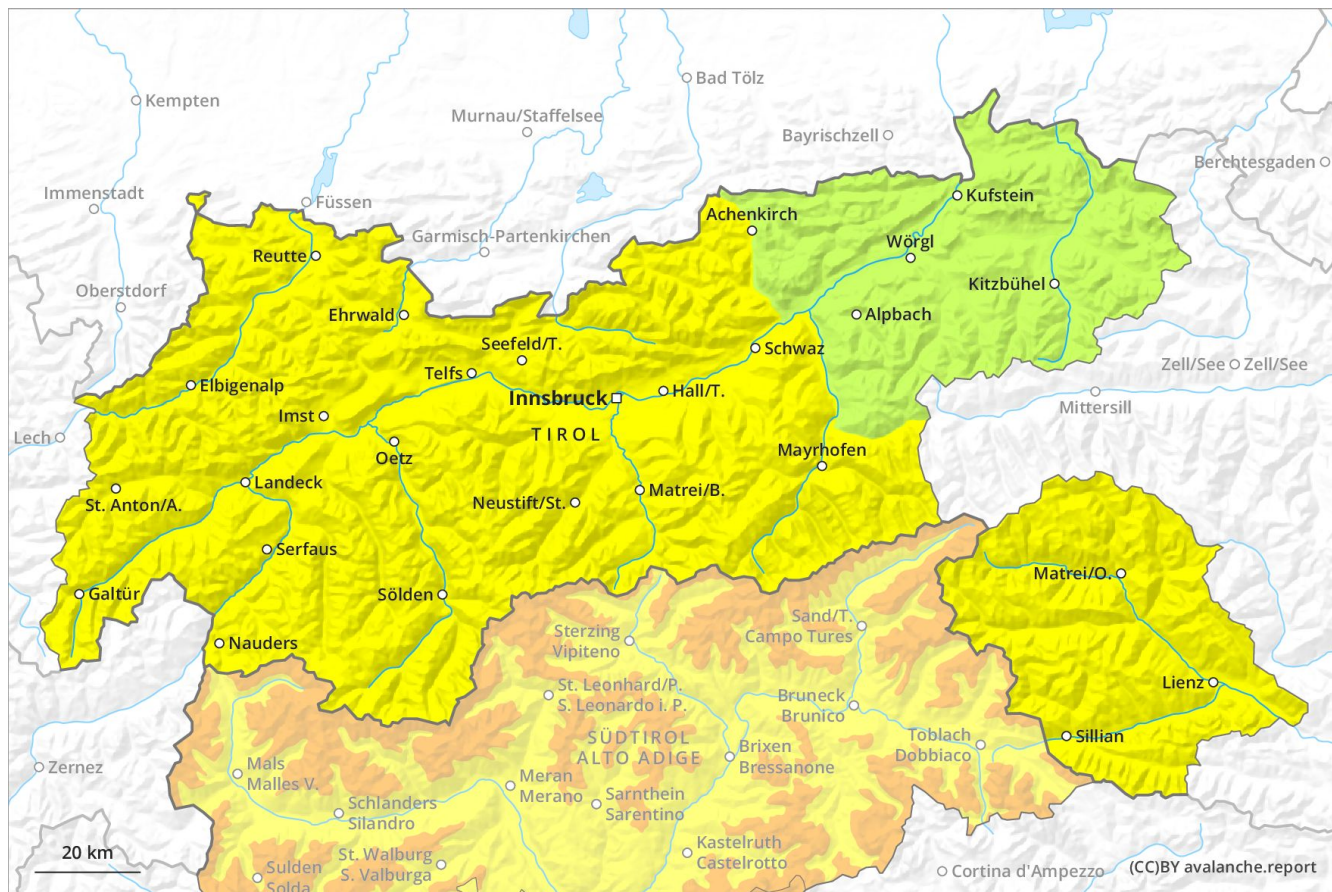 Kempten
Bad Tölz
Murnau/Staffelsee
Bayrischzell
Berchtesgaden
Immenstadt
Füssen
Kufstein
Achenkirch
Garmisch-Partenkirchen
Wörgl
Reutte
Oberstdorf
Kitzbühel
Ehrwald
Alpbach
Seefeld/T.
Schwaz
Zell/See
Zell/See
Telfs
Elbigenalp
Hall/T.
Innsbruck
Mittersill
Imst
Lech
TIROL
Oetz
Mayrhofen
Landeck
St. Anton/A.
Neustift/St.
Matrei/B.
Serfaus
Matrei/O.
Galtür
Sölden
Sand/T.
Campo Tures
Sterzing
Vipiteno
Nauders
Lienz
St. Leonhard/P.
S. Leonardo i. P.
Bruneck
Brunico
SÜDTIROL
ALTO ADIGE
Sillian
Toblach
Dobbiaco
Brixen
Bressanone
Zernez
Mals
Malles V.
Meran
Merano
Sarnthein
Sarentino
Schlanders
Silandro
Kastelruth
Castelrotto
20 km
St. Walburg
S. Valburga
Sulden
Solda
Cortina d'Ampezzo
(CC)BY avalanche.report